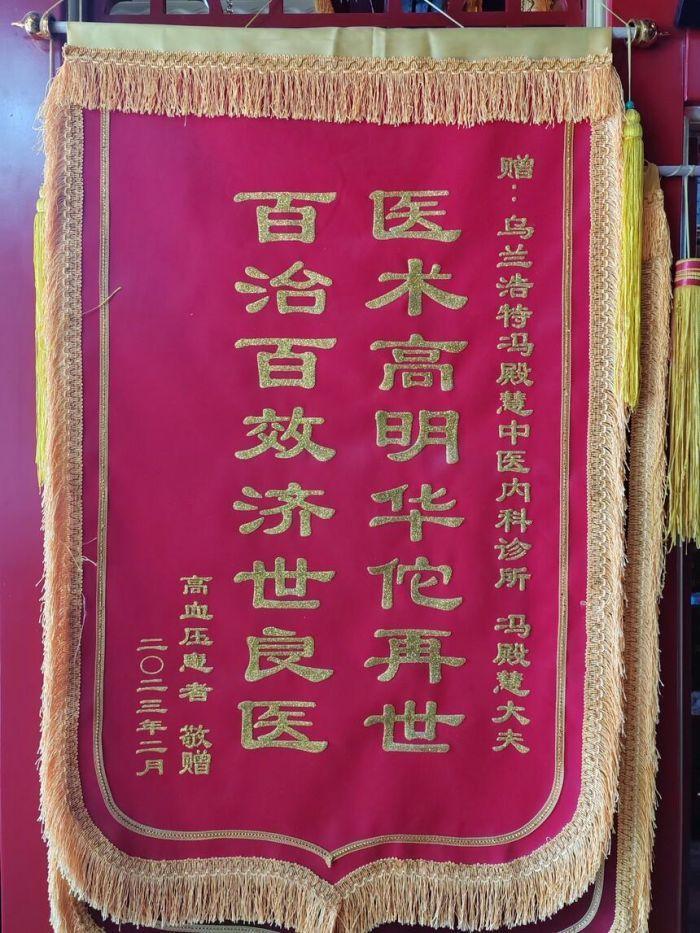 赠：乌兰浩特冯殿慧中医内科诊所 冯殿慧大夫
医术高明华佗再世
百治百效济世良医
高血压患者 敬赠
二〇二三年二月